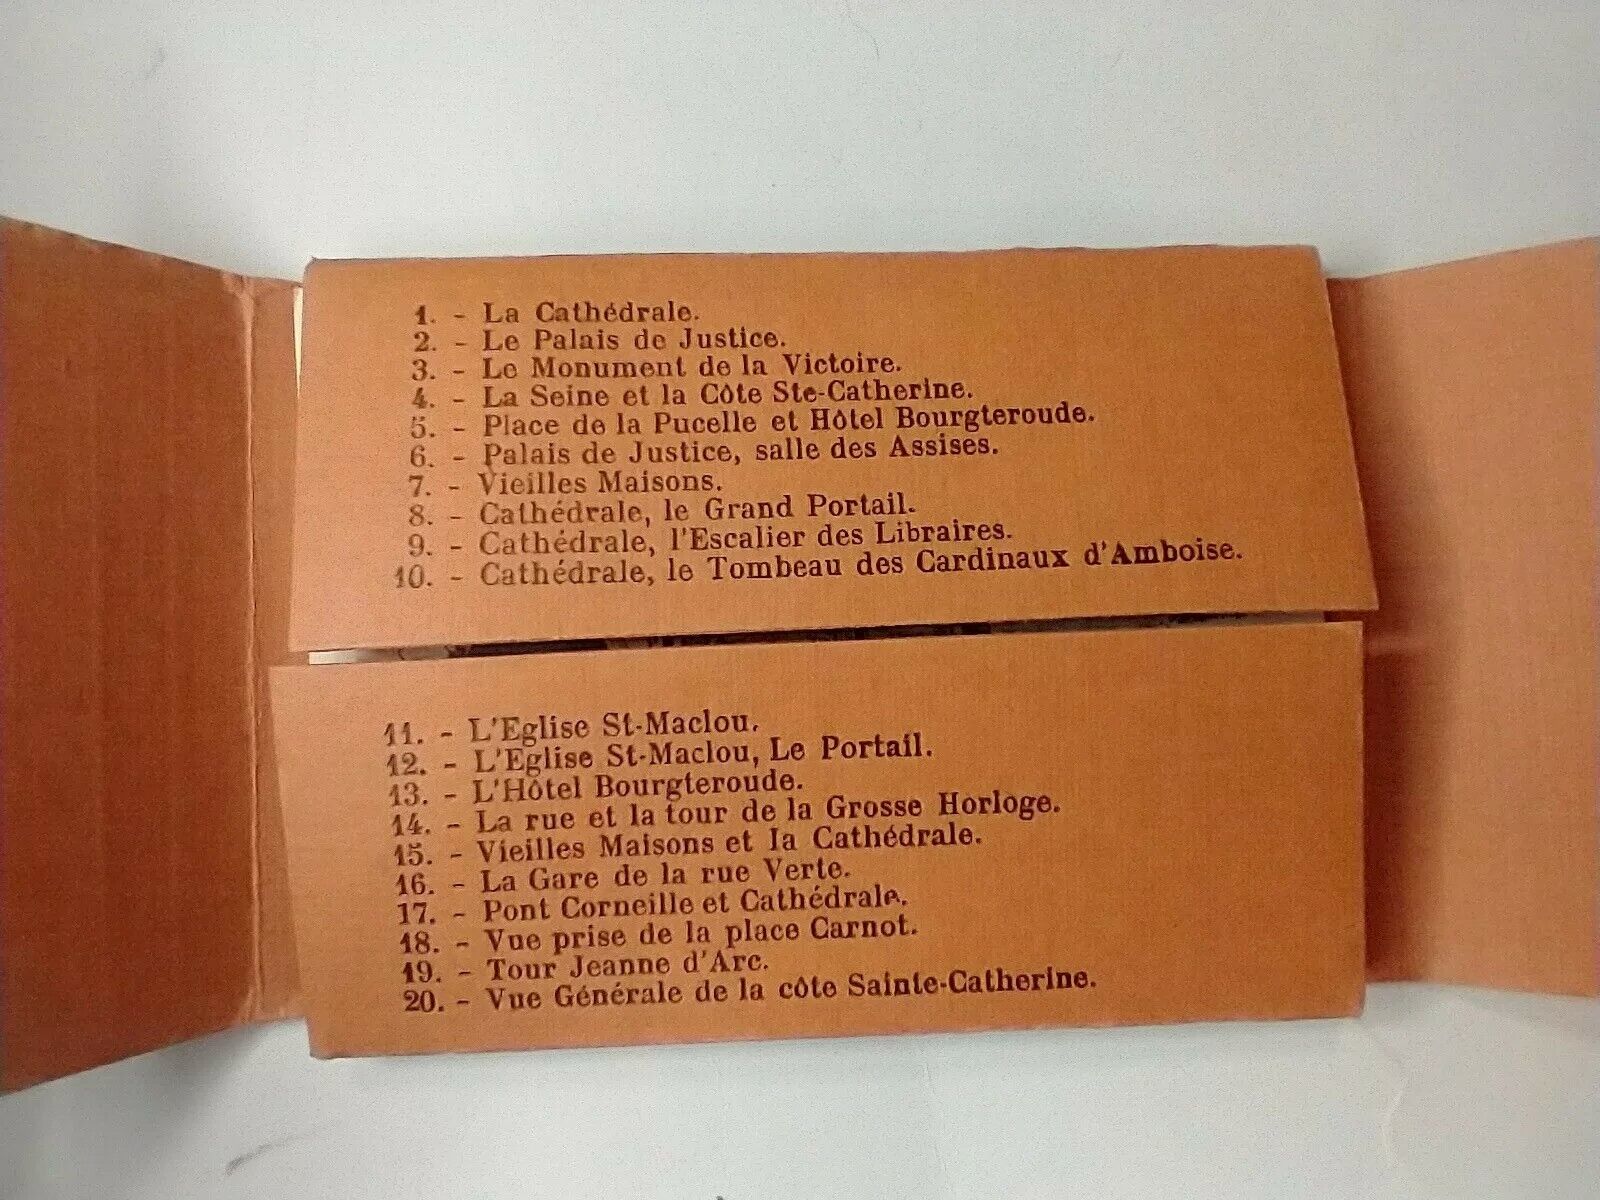 1. - La Cathédrale.
2. - Le Palais de Justice.
3. - Le Monument de la Victoire.
4. - La Seine et la Côte Ste-Catherine.
5. - Place de la Pucelle et Hôtel Bourgteroude.
6. - Palais de Justice, salle des Assises.
7. - Vieilles Maisons.
8. - Cathédrale, le Grand Portail.
9. - Cathédrale, l'Escalier des Libraires.
10. - Cathédrale, le Tombeau des Cardinaux d'Amboise.
11. - L'Eglise St-Maclou.
12. - L'Eglise St-Maclou, Le Portail.
13. - L'Hôtel Bourgteroude.
14. - La rue et la tour de la Grosse Horloge.
15. - Vieilles Maisons et la Cathédrale.
16. - La Gare de la rue Verte.
17. - Pont Corneille et Cathédrale.
18. - Vue prise de la place Carnot.
19. - Tour Jeanne d'Arc.
20. - Vue Générale de la côte Sainte-Catherine.